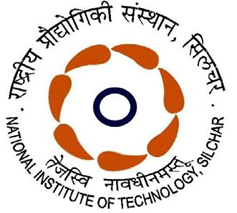 राष्ट्रीय प्रौद्योगिकी संस्थान, सिलचर
तेजस्वि नावधीतमस्तु
NATIONAL INSTITUTE OF TECHNOLOGY, SILCHAR